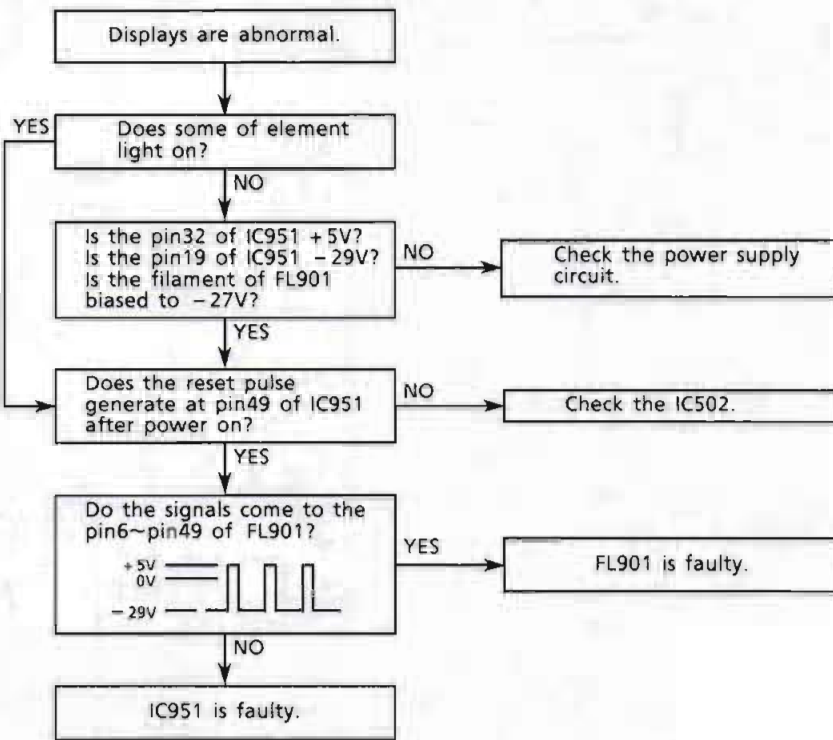 Displays are abnormal.
YES
Does some of element
light on?
NO
Is the pin32 of IC951 +5V?
Is the pin19 of IC951 −29V?
Is the filament of FL901
biased to −27V?
NO
Check the power supply
circuit.
YES
Does the reset pulse
generate at pin49 of IC951
after power on?
NO
Check the IC502.
YES
Do the signals come to the
pin6~pin49 of FL901?
+5V
0V
−29V
YES
FL901 is faulty.
NO
IC951 is faulty.